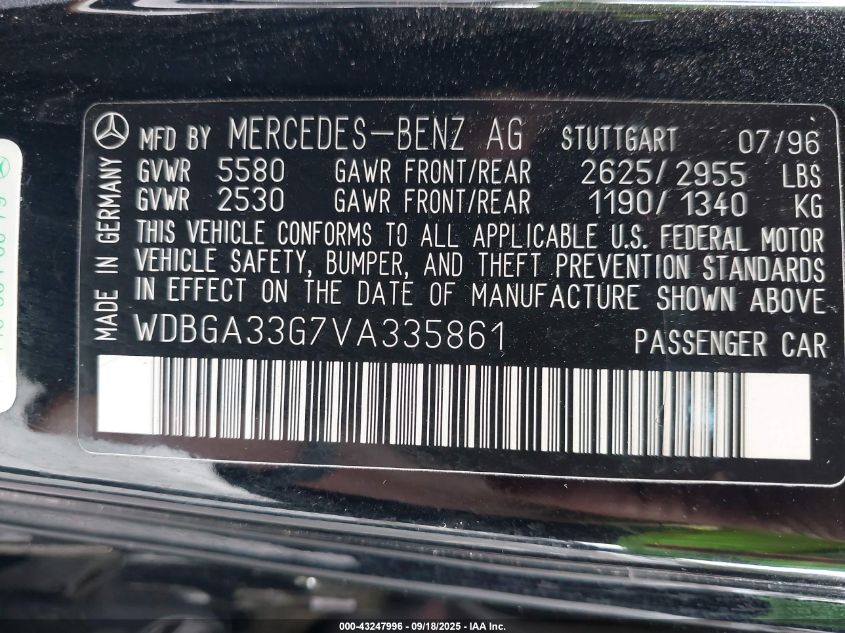 MFD BY MERCEDES-BENZ AG STUTTGART 07/96
GVWR 5580 GAWR FRONT/REAR 2625/2955 LBS
GVWR 2530 GAWR FRONT/REAR 1190/1340 KG
THIS VEHICLE CONFORMS TO ALL APPLICABLE U.S. FEDERAL MOTOR
VEHICLE SAFETY, BUMPER, AND THEFT PREVENTION STANDARDS
IN EFFECT ON THE DATE OF MANUFACTURE SHOWN ABOVE
WDBGA33G7VA335861 PASSENGER CAR
MADE IN GERMANY
000-43247996 - 09/18/2025 - IAA Inc.